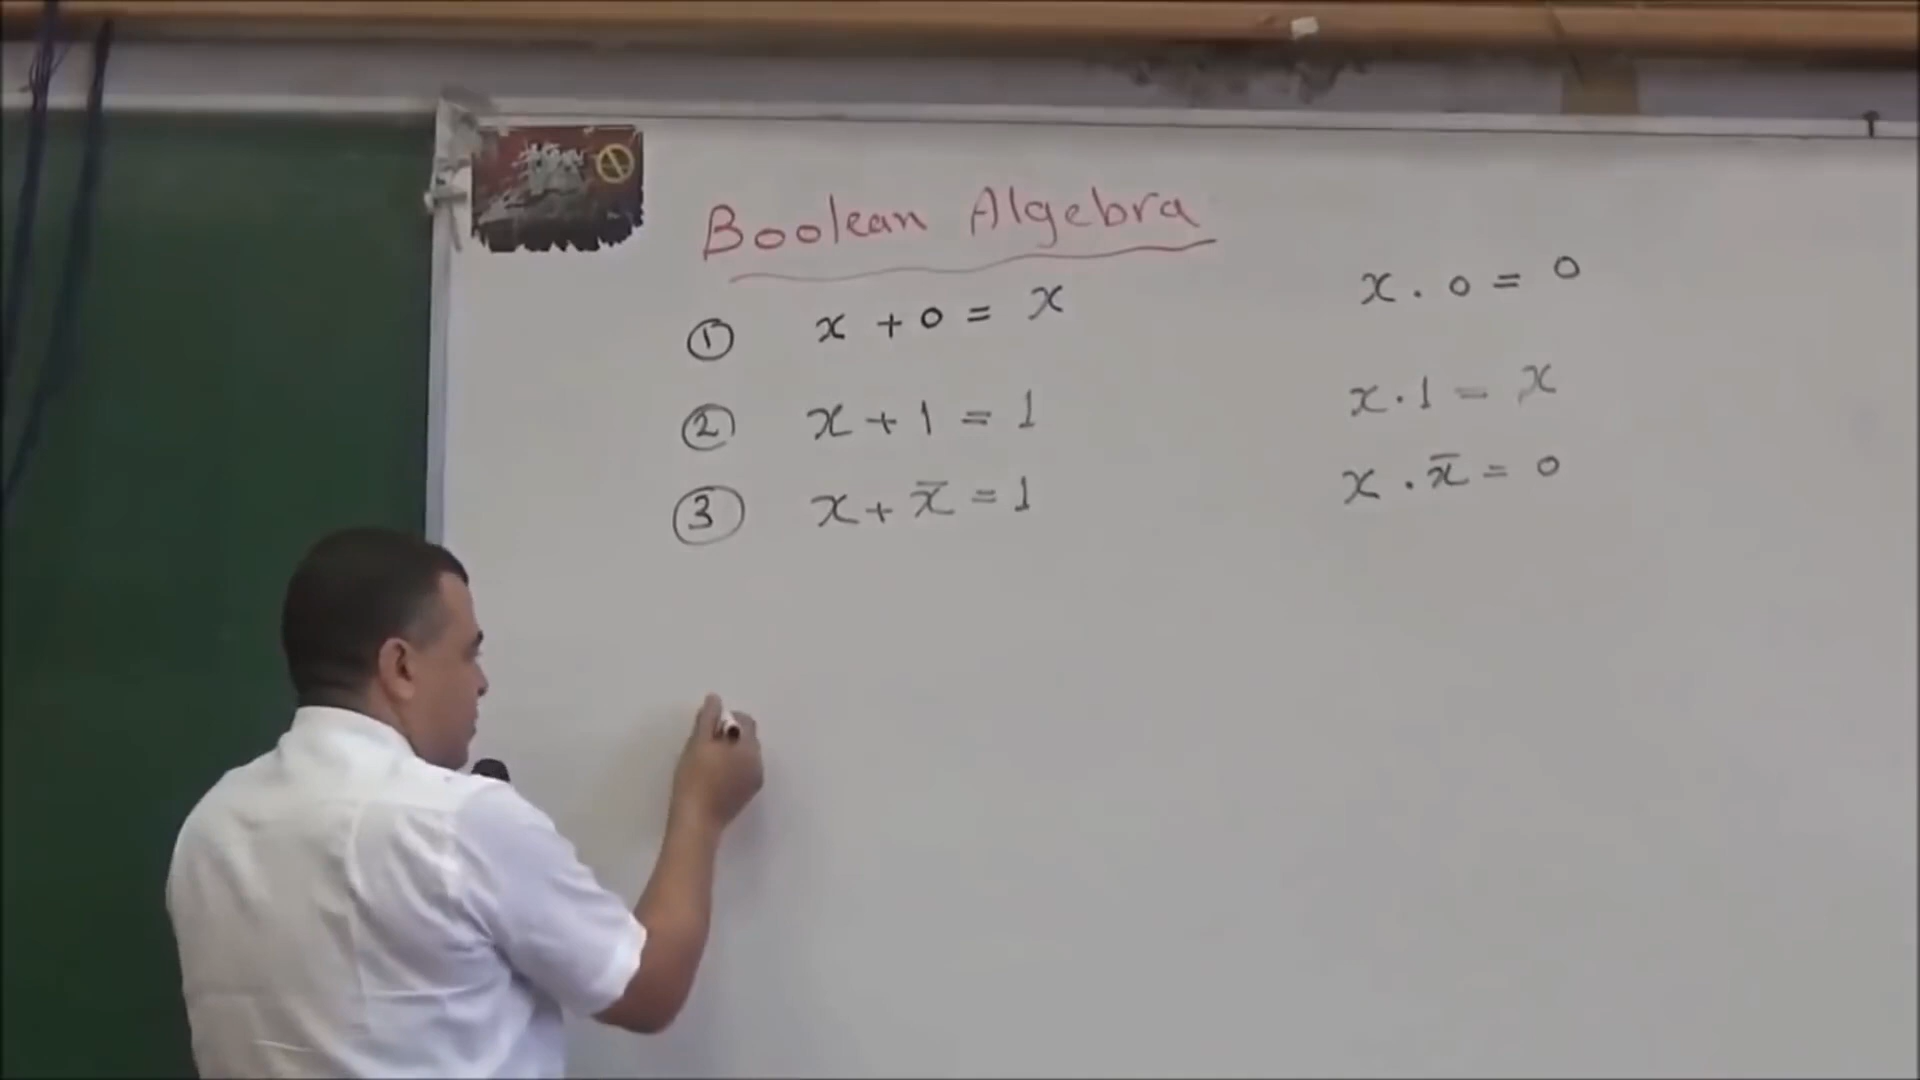 Boolean Algebra
① x + 0 = x x . 0 = 0
② x + 1 = 1 x . 1 = x
③ x + x̅ = 1 x . x̅ = 0